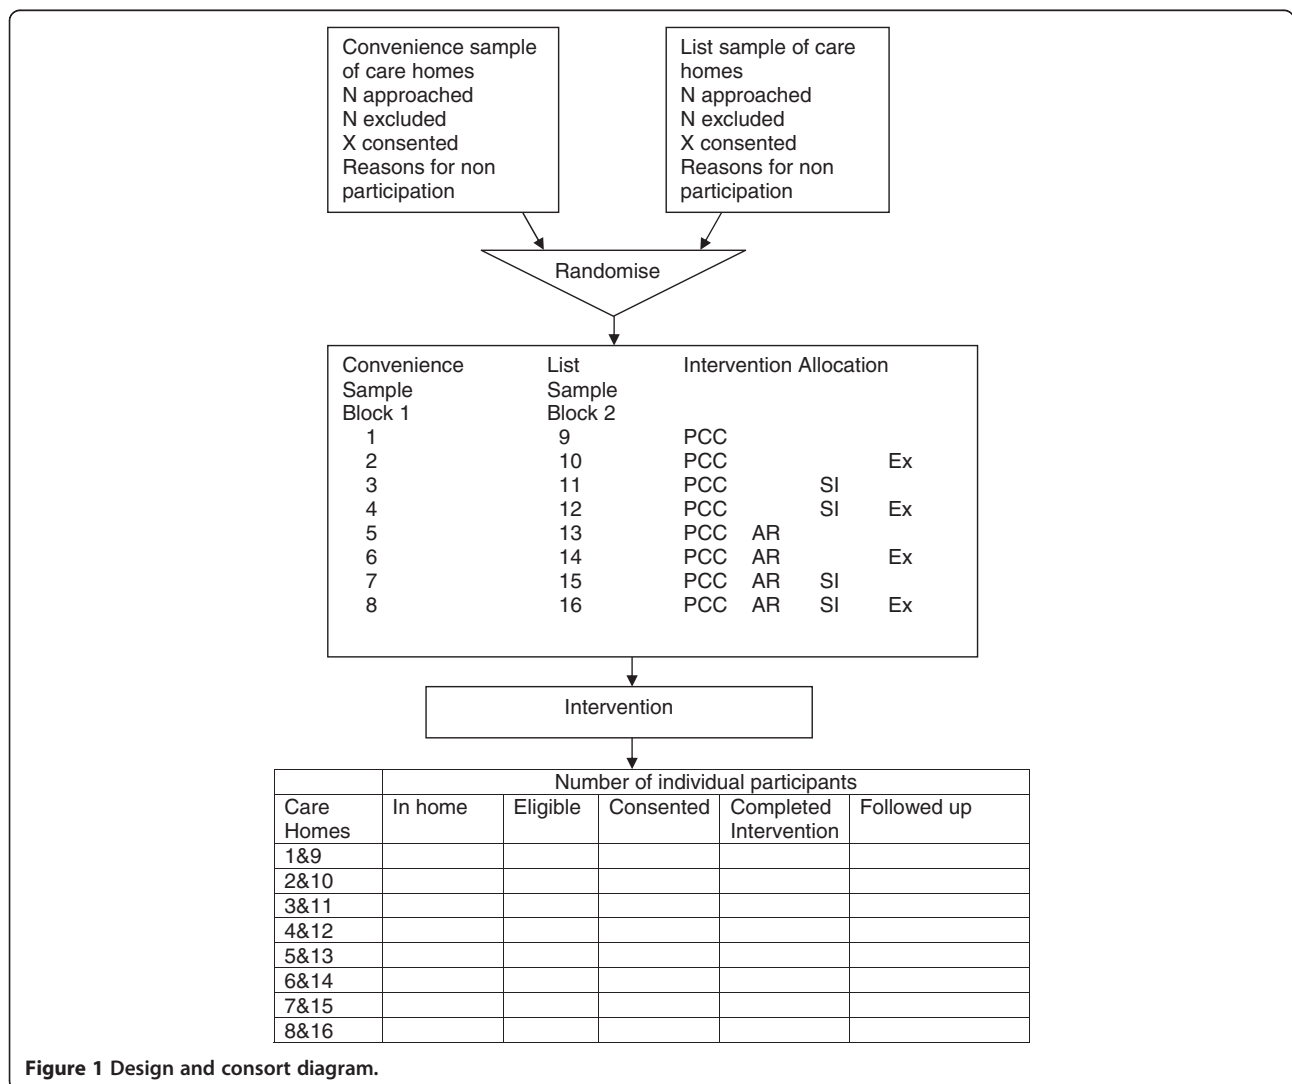 Convenience sample
of care homes
N approached
N excluded
X consented
Reasons for non
participation
List sample of care
homes
N approached
N excluded
X consented
Reasons for non
participation
Randomise
Convenience List Intervention Allocation
Sample Sample
Block 1 Block 2
1 9 PCC
2 10 PCC Ex
3 11 PCC SI
4 12 PCC SI Ex
5 13 PCC AR
6 14 PCC AR Ex
7 15 PCC AR SI
8 16 PCC AR SI Ex
Intervention
Number of individual participants
Care In home Eligible Consented Completed Followed up
Homes Intervention
1&9
2&10
3&11
4&12
5&13
6&14
7&15
8&16
Figure 1 Design and consort diagram.